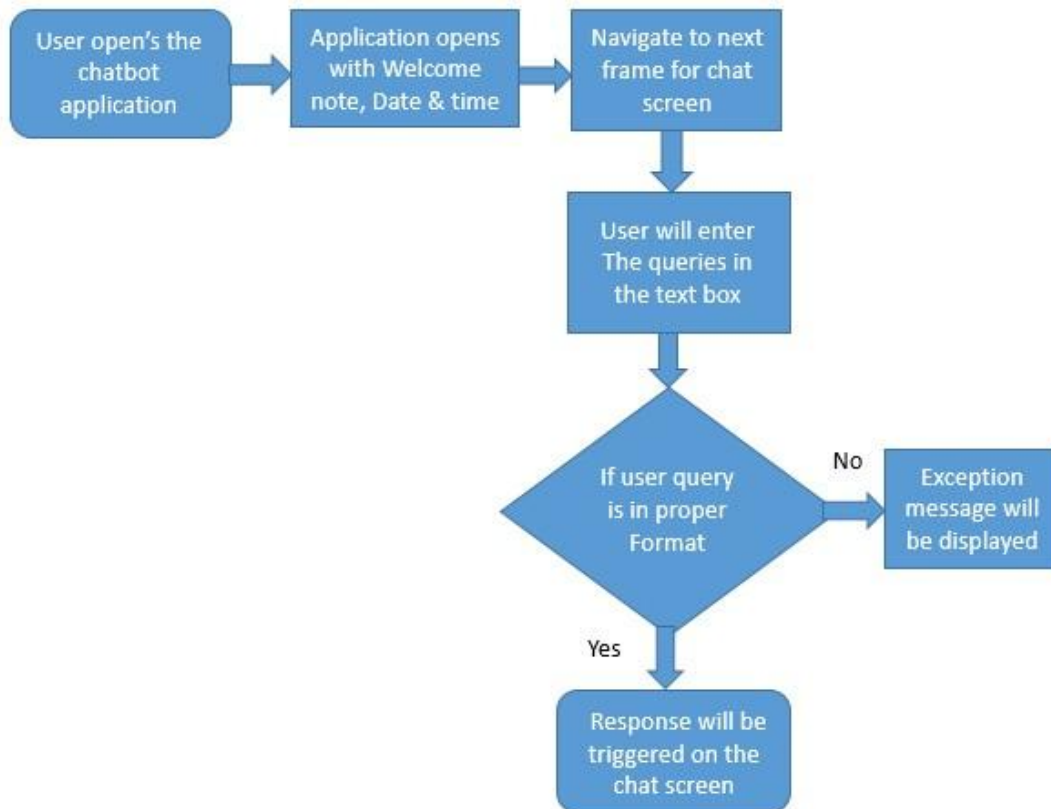 User open's the
chatbot
application
Application opens
with Welcome
note, Date & time
Navigate to next
frame for chat
screen
User will enter
The queries in
the text box
If user query
is in proper
Format
No
Exception
message will
be displayed
Yes
Response will be
triggered on the
chat screen